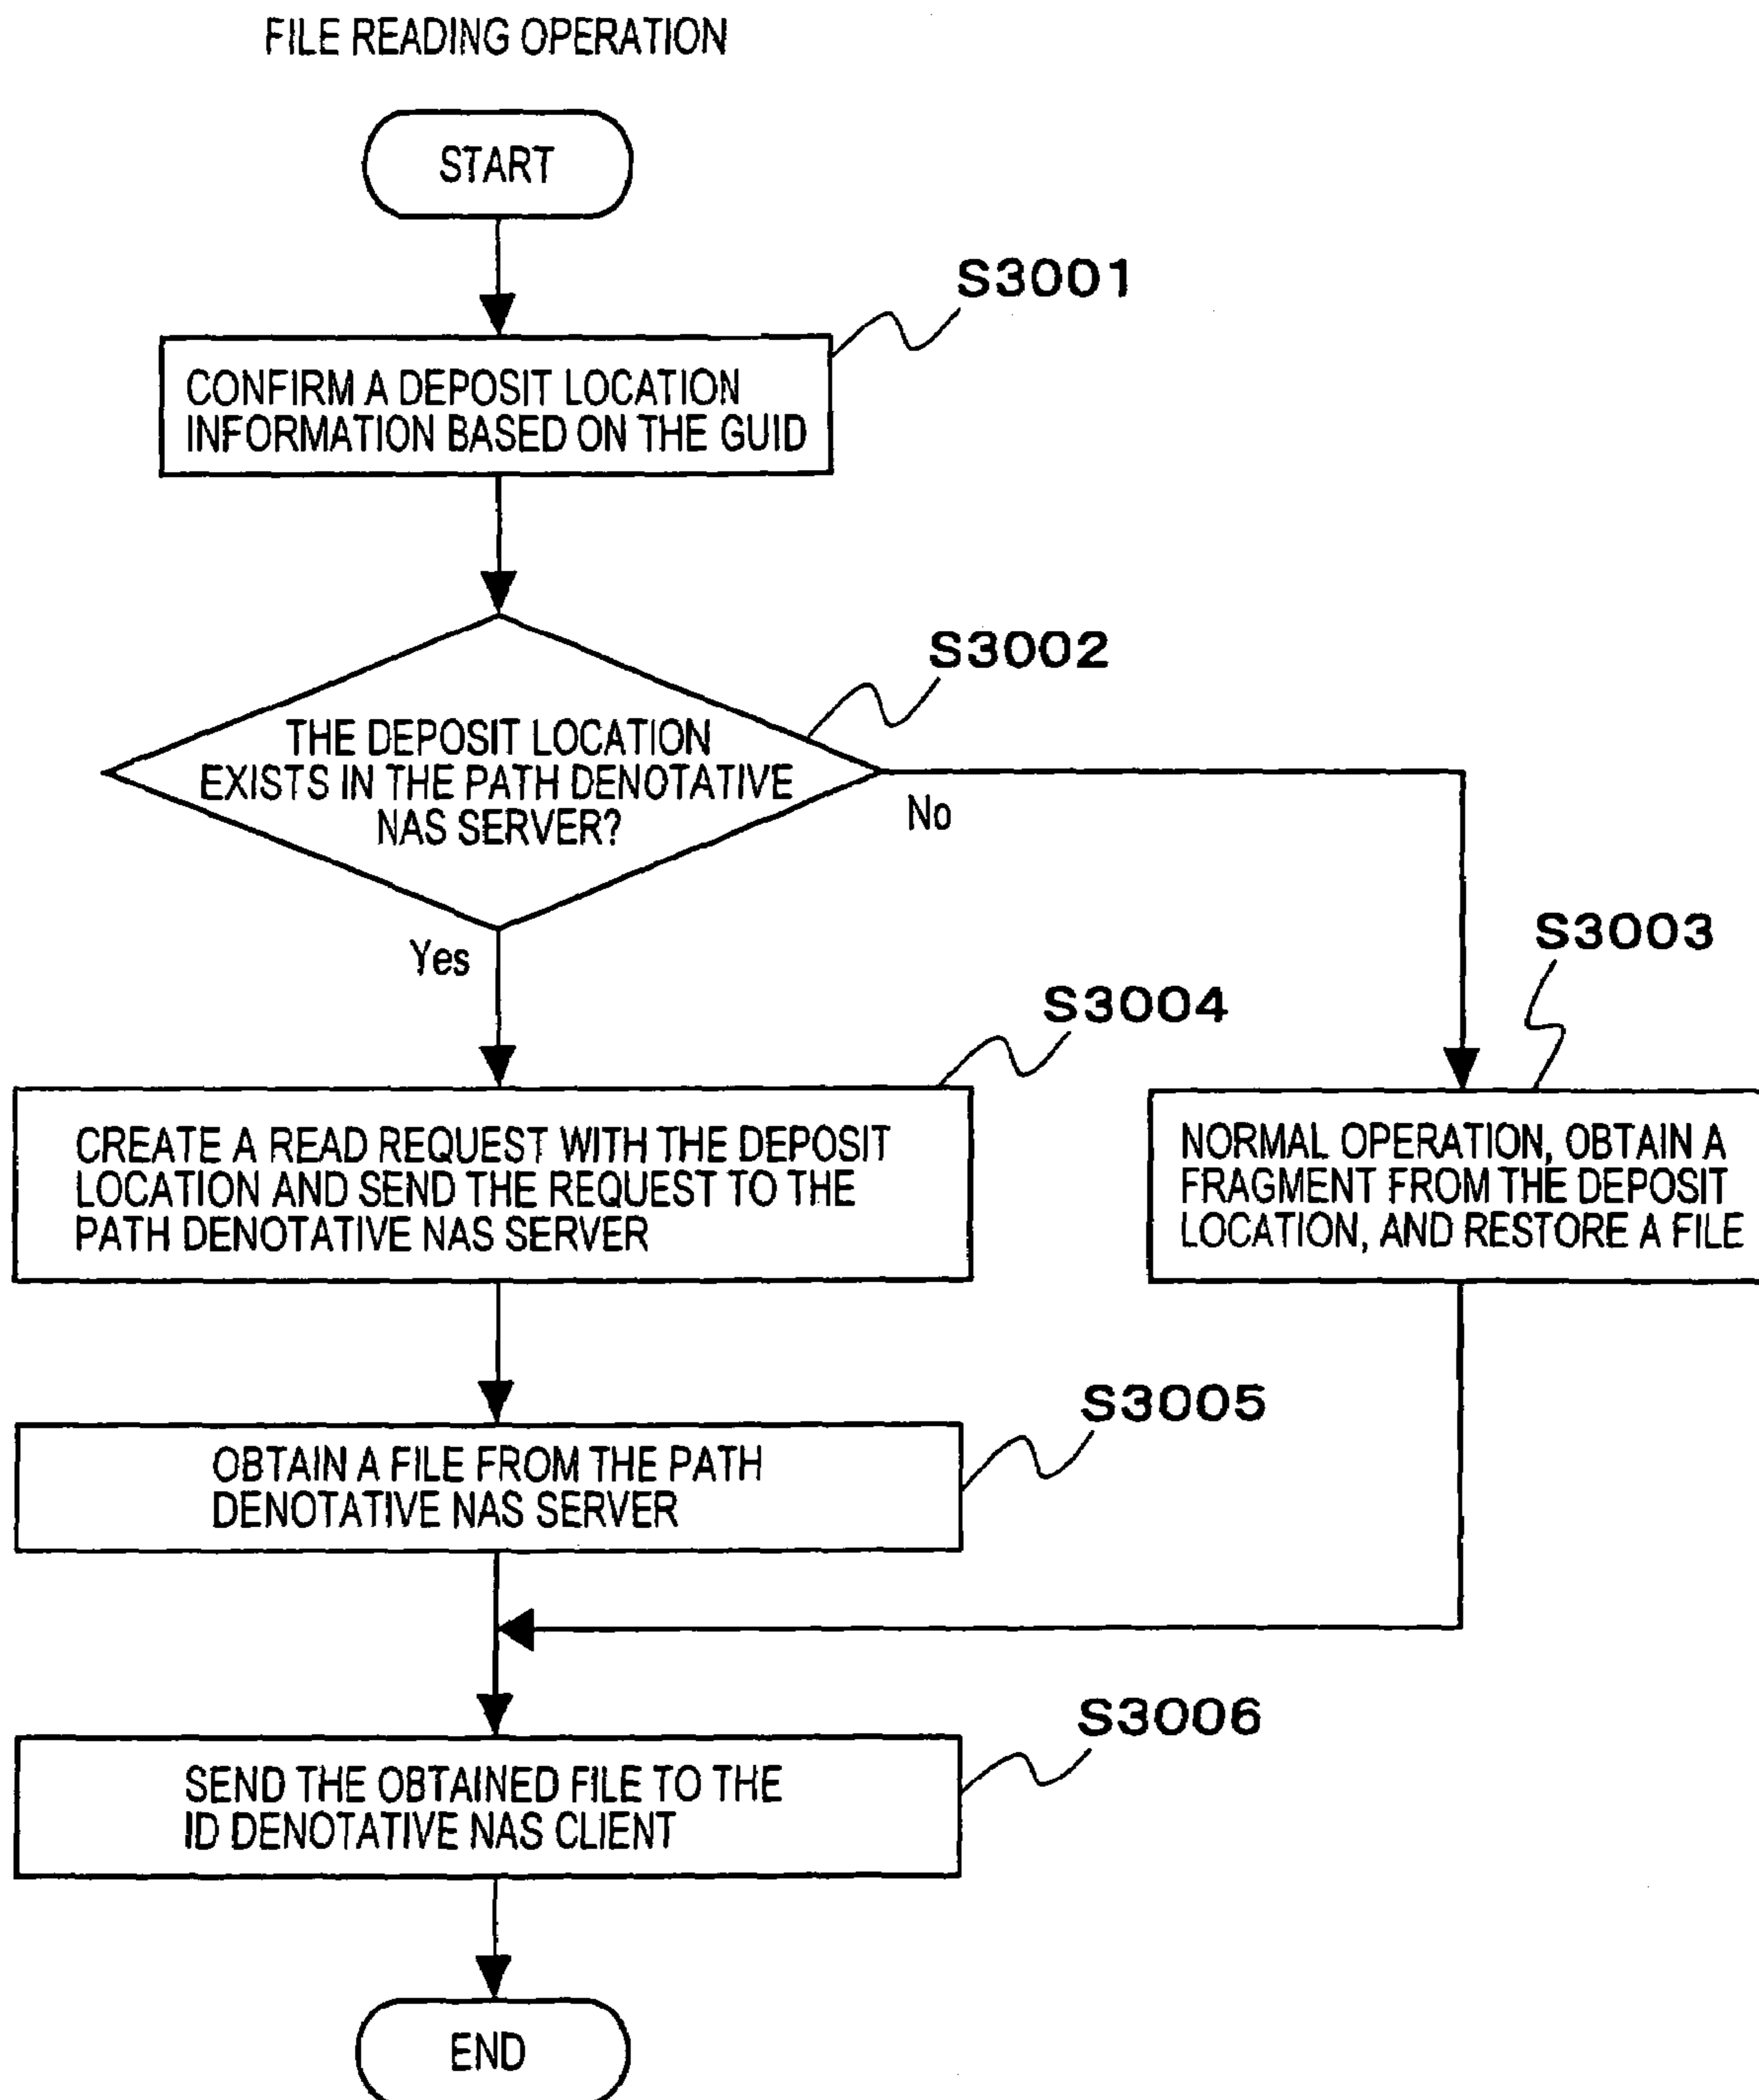 FILE READING OPERATION
START
S3001
CONFIRM A DEPOSIT LOCATION
INFORMATION BASED ON THE GUID
S3002
THE DEPOSIT LOCATION
EXISTS IN THE PATH DENOTATIVE
NAS SERVER?
No
Yes
S3003
S3004
CREATE A READ REQUEST WITH THE DEPOSIT
LOCATION AND SEND THE REQUEST TO THE
PATH DENOTATIVE NAS SERVER
NORMAL OPERATION, OBTAIN A
FRAGMENT FROM THE DEPOSIT
LOCATION, AND RESTORE A FILE
S3005
OBTAIN A FILE FROM THE PATH
DENOTATIVE NAS SERVER
S3006
SEND THE OBTAINED FILE TO THE
ID DENOTATIVE NAS CLIENT
END